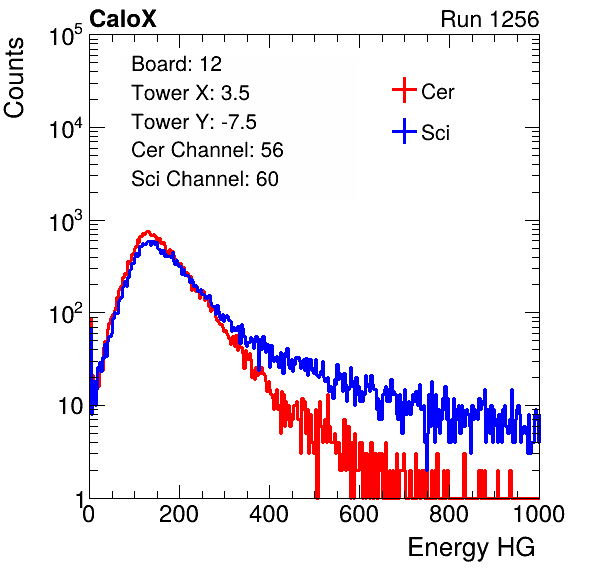 CaloX Run 1256
Counts
Board: 12
Tower X: 3.5
Tower Y: -7.5
Cer Channel: 56
Sci Channel: 60
Cer
Sci
10^5
10^4
10^3
10^2
10
1
0 200 400 600 800 1000
Energy HG